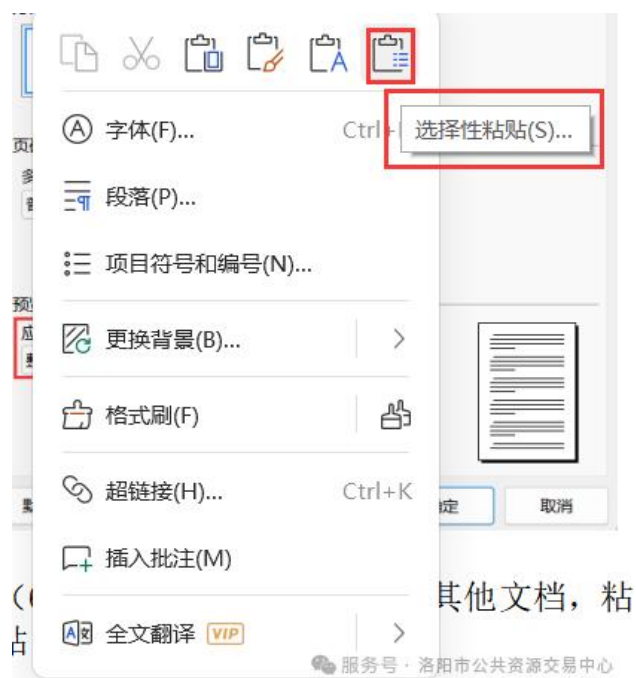 字体(F)...
Ctrl+
选择性粘贴(S)...
段落(P)...
项目符号和编号(N)...
更换背景(B)...
格式刷(F)
超链接(H)...
Ctrl+K
取消
插入批注(M)
其他文档，粘
全文翻译 VIP
服务号 · 洛阳市公共资源交易中心